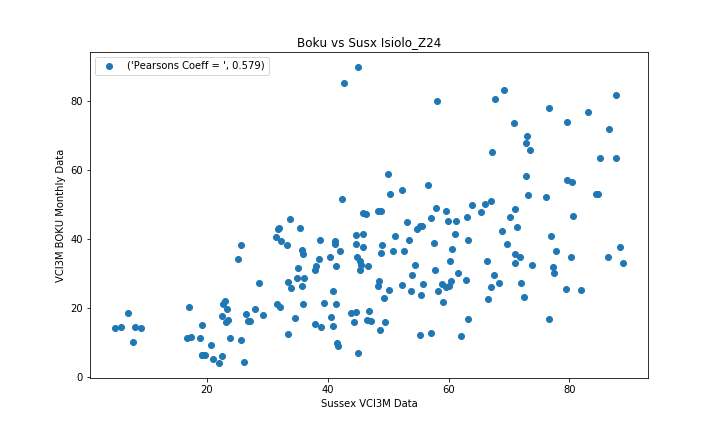 Boku vs Susx Isiolo_Z24
('Pearsons Coeff = ', 0.579)
VCI3M BOKU Monthly Data
80
60
40
20
0
20 40 60 80
Sussex VCI3M Data